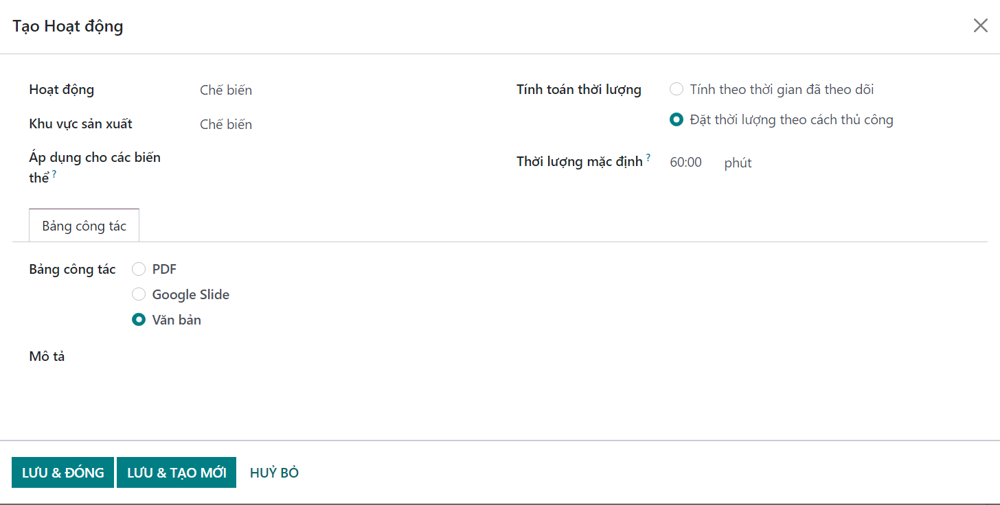 Tạo Hoạt động
Hoạt động Chế biến
Khu vực sản xuất Chế biến
Áp dụng cho các biến
thể ?
Tính toán thời lượng Tính theo thời gian đã theo dõi
Đặt thời lượng theo cách thủ công
Thời lượng mặc định ? 60:00 phút
Bảng công tác
Bảng công tác PDF
Google Slide
Văn bản
Mô tả
LƯU & ĐÓNG LƯU & TẠO MỚI HUỶ BỎ